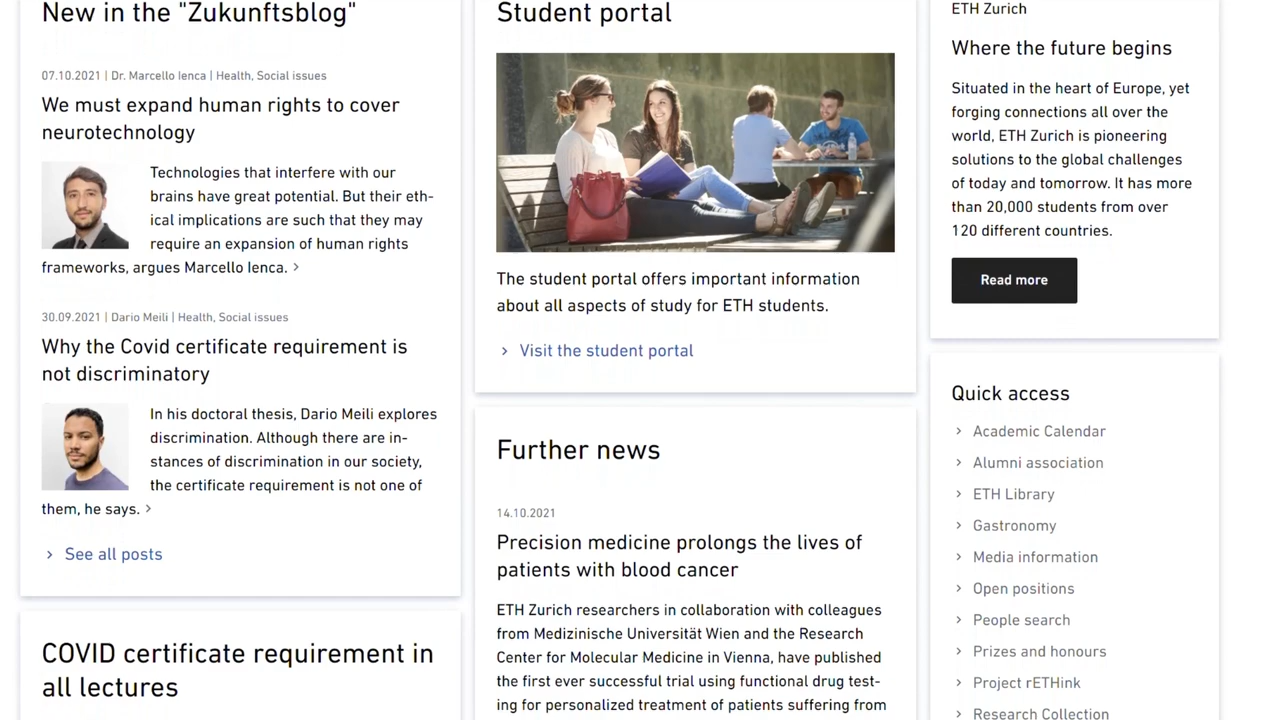 New in the "Zukunftsblog"
07.10.2021 | Dr. Marcello Ienca | Health, Social issues
We must expand human rights to cover
neurotechnology
Technologies that interfere with our
brains have great potential. But their eth-
ical implications are such that they may
require an expansion of human rights
frameworks, argues Marcello Ienca. >
30.09.2021 | Dario Meili | Health, Social issues
Why the Covid certificate requirement is
not discriminatory
In his doctoral thesis, Dario Meili explores
discrimination. Although there are in-
stances of discrimination in our society,
the certificate requirement is not one of
them, he says. >
> See all posts
COVID certificate requirement in
all lectures
Student portal
The student portal offers important information
about all aspects of study for ETH students.
> Visit the student portal
Further news
14.10.2021
Precision medicine prolongs the lives of
patients with blood cancer
ETH Zurich researchers in collaboration with colleagues
from Medizinische Universität Wien and the Research
Center for Molecular Medicine in Vienna, have published
the first ever successful trial using functional drug test-
ing for personalized treatment of patients suffering from
ETH Zurich
Where the future begins
Situated in the heart of Europe, yet
forging connections all over the
world, ETH Zurich is pioneering
solutions to the global challenges
of today and tomorrow. It has more
than 20,000 students from over
120 different countries.
Read more
Quick access
> Academic Calendar
> Alumni association
> ETH Library
> Gastronomy
> Media information
> Open positions
> People search
> Prizes and honours
> Project rETHink
> Research Collection